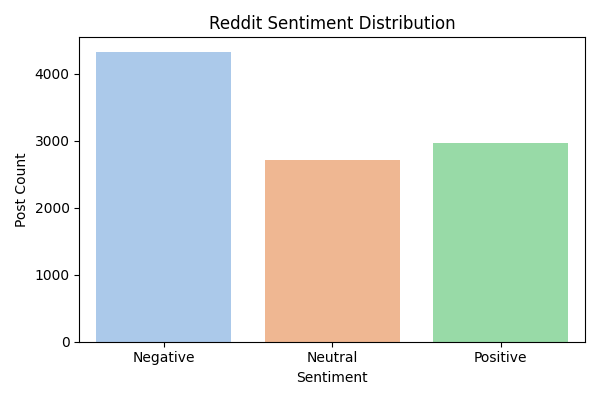 Reddit Sentiment Distribution
Post Count
4000
3000
2000
1000
0
Negative Neutral Positive
Sentiment